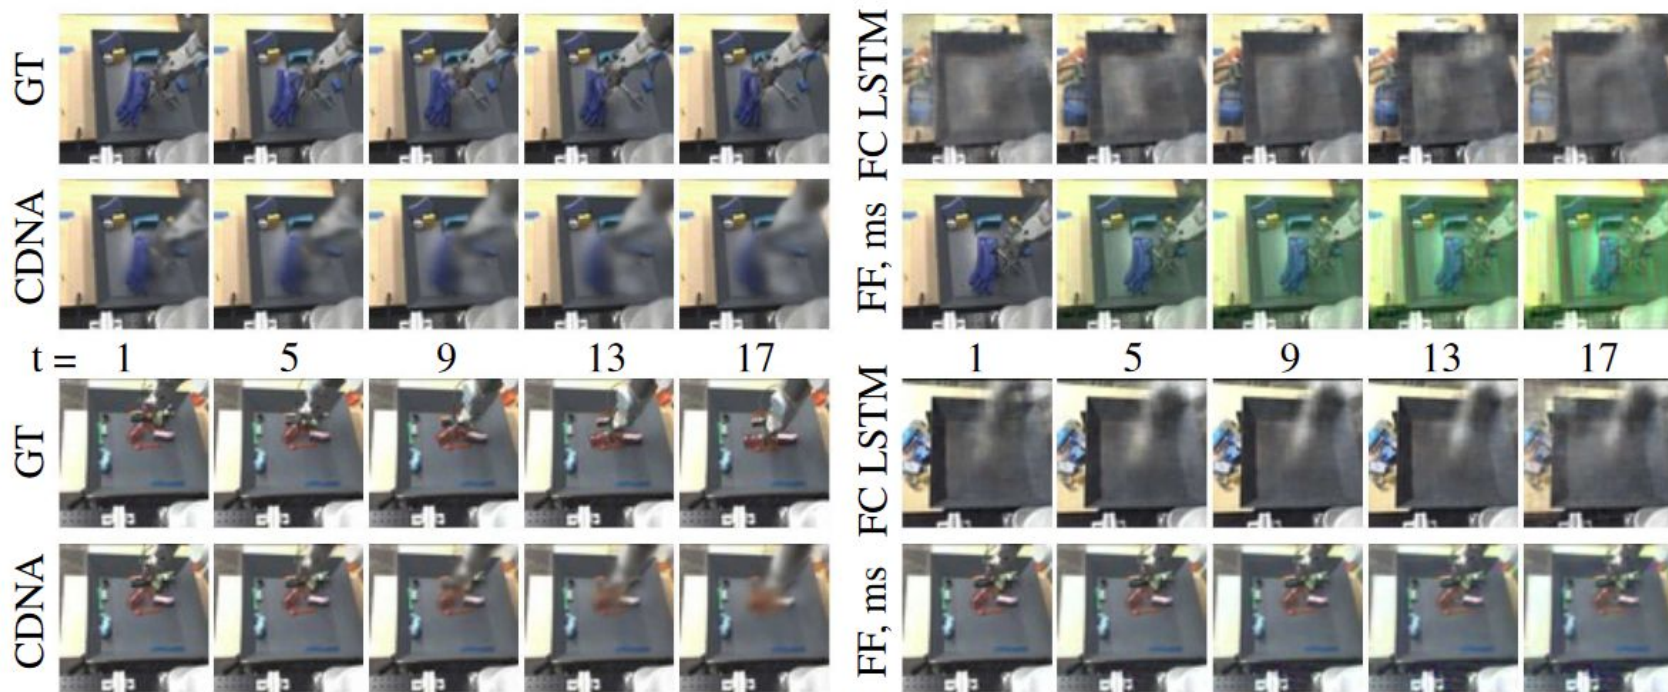 GT
FC LSTM
CDNA
FF, ms
t = 1 5 9 13 17
1 5 9 13 17
GT
FC LSTM
CDNA
FF, ms